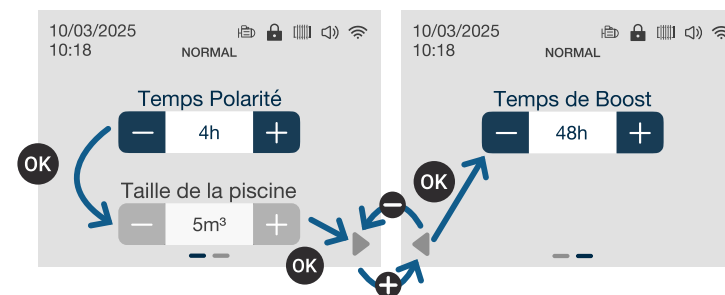 10/03/2025
10:18
NORMAL
Temps Polarité
— 4h +
OK
Taille de la piscine
— 5m³ +
OK
10/03/2025
10:18
NORMAL
Temps de Boost
— 48h +
OK
−
+